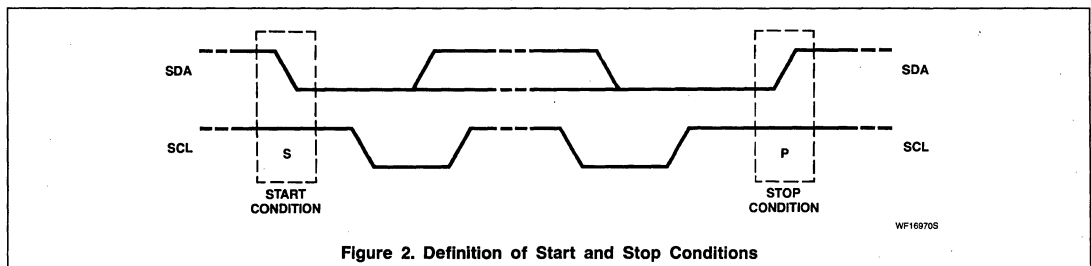 SDA
SDA
SCL
S
P
SCL
START
CONDITION
STOP
CONDITION
WF16970S
Figure 2. Definition of Start and Stop Conditions